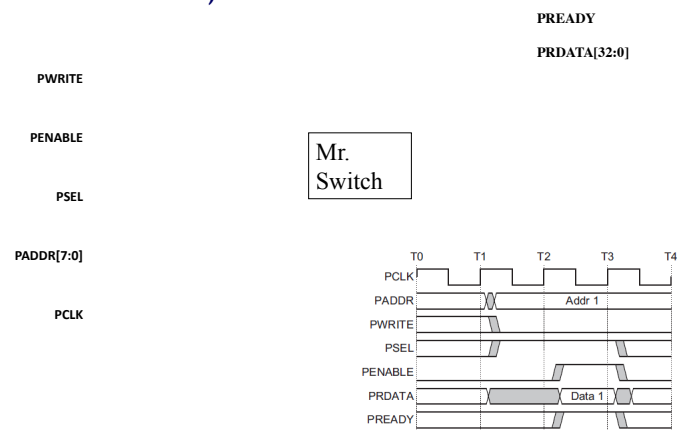 PREADY
PRDATA[32:0]
PWRITE
PENABLE
Mr.
Switch
PSEL
PADDR[7:0]
PCLK
T0 T1 T2 T3 T4
PCLK
PADDR Addr 1
PWRITE
PSEL
PENABLE
PRDATA Data 1
PREADY